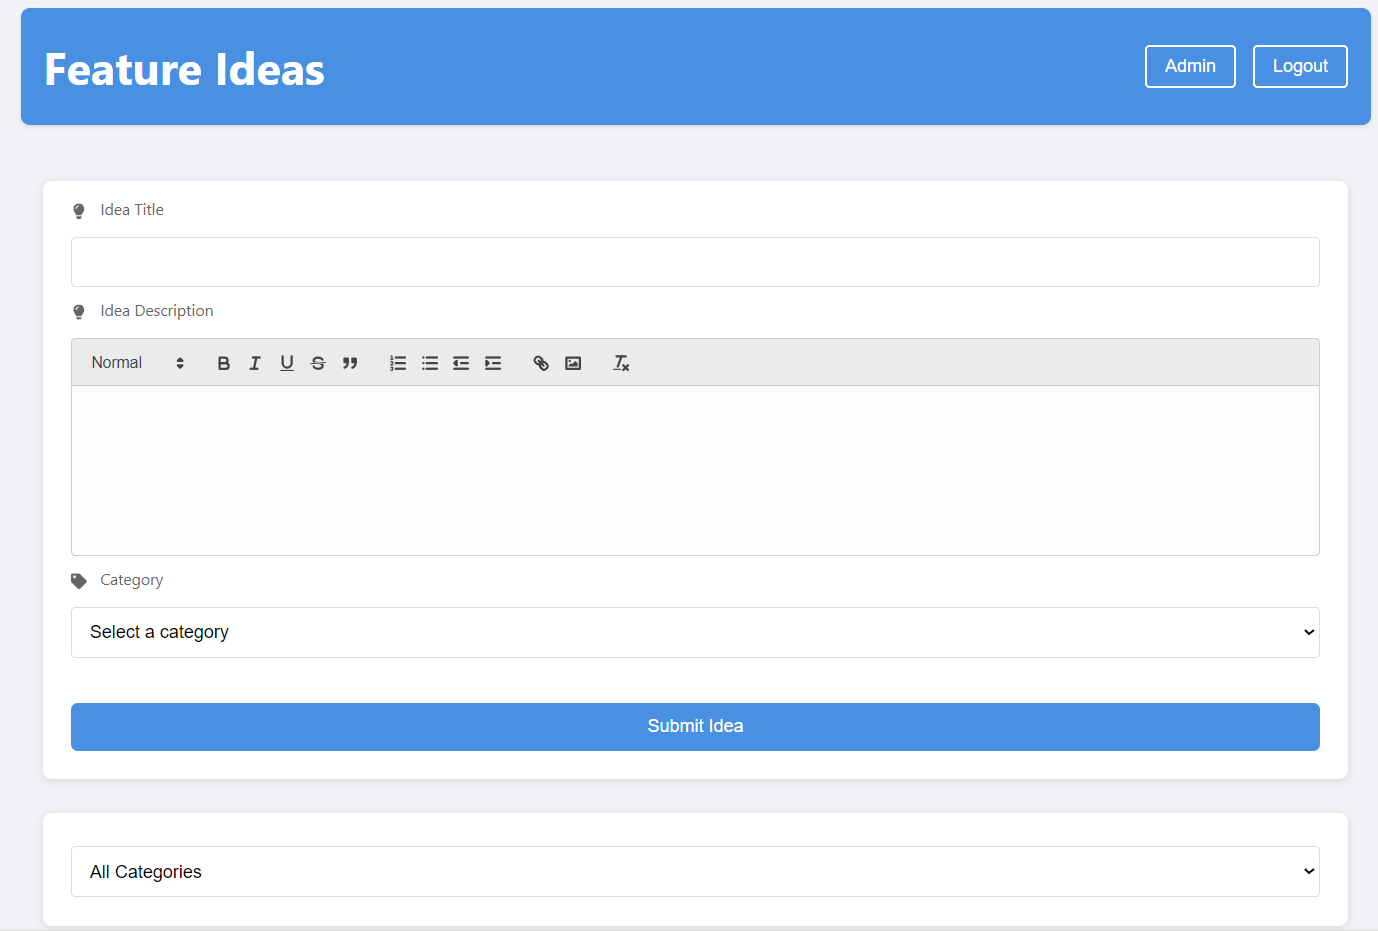 Feature Ideas
Admin
Logout
Idea Title
Idea Description
Normal
Category
Select a category
Submit Idea
All Categories